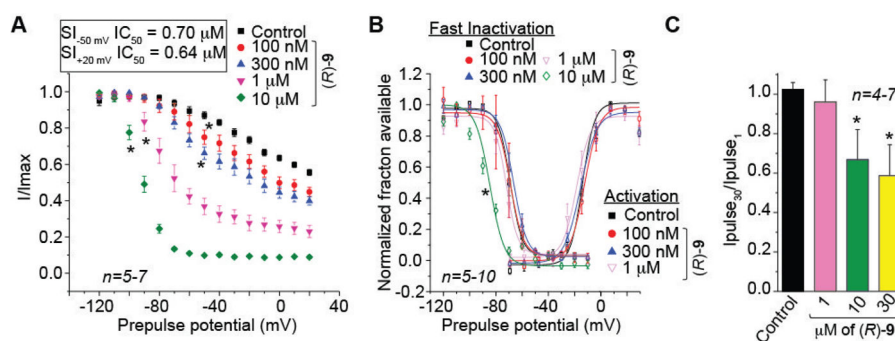 A
SI-50 mV IC50 = 0.70 µM
SI+20 mV IC50 = 0.64 µM
Control
100 nM
300 nM
1 µM
10 µM
(R)-9
I/Imax
1.0
0.8
0.6
0.4
0.2
0.0
*
*
*
*
n=5-7
-120
-80
-40
0
40
Prepulse potential (mV)
B
Fast Inactivation
Control
100 nM
1 µM
300 nM
10 µM
(R)-9
Normalized fracton avaliable
1.4
1.2
1.0
0.8
0.6
0.4
0.2
0.0
-0.2
*
Activation
Control
100 nM
300 nM
1 µM
(R)-9
n=5-10
-120
-80
-40
0
Prepulse potential (mV)
C
Ipulse30/Ipulse1
1.2
1.0
0.8
0.6
0.4
0.2
0.0
n=4-7
*
*
Control
1
10
30
µM of (R)-9